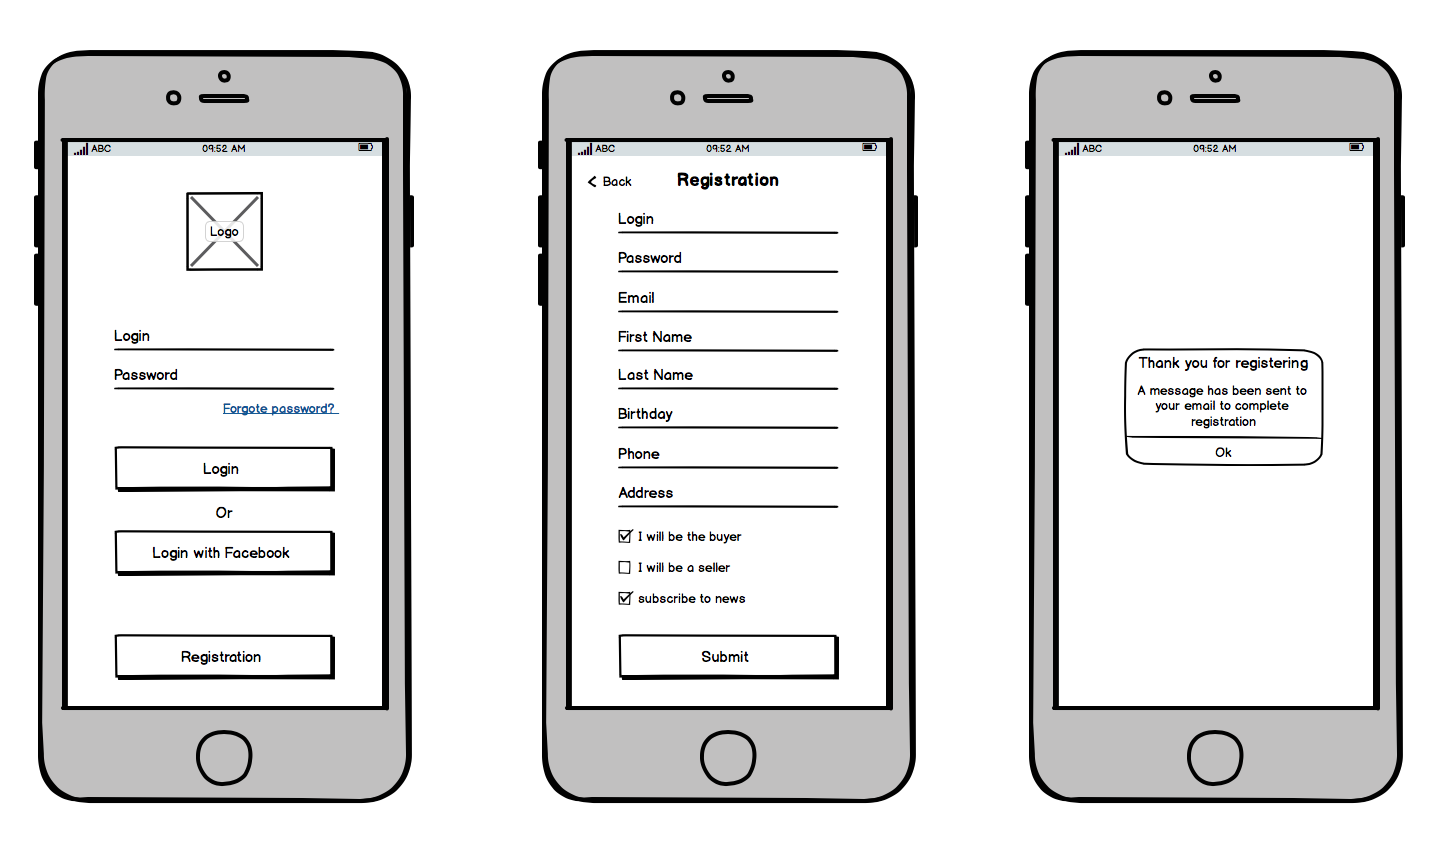 ABC 09:52 AM
Logo
Login
Password
Forgote password?
Login
Or
Login with Facebook
Registration
ABC 09:52 AM
Back Registration
Login
Password
Email
First Name
Last Name
Birthday
Phone
Address
I will be the buyer
I will be a seller
subscribe to news
Submit
ABC 09:52 AM
Thank you for registering
A message has been sent to
your email to complete
registration
Ok